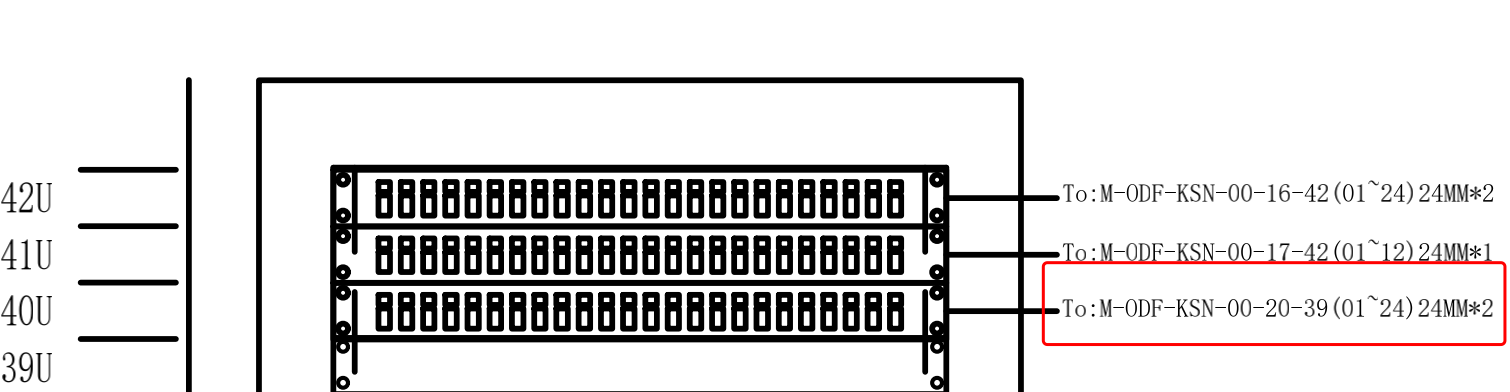 42U
To:M-ODF-KSN-00-16-42(01~24)24MM*2
41U
To:M-ODF-KSN-00-17-42(01~12)24MM*1
40U
To:M-ODF-KSN-00-20-39(01~24)24MM*2
39U